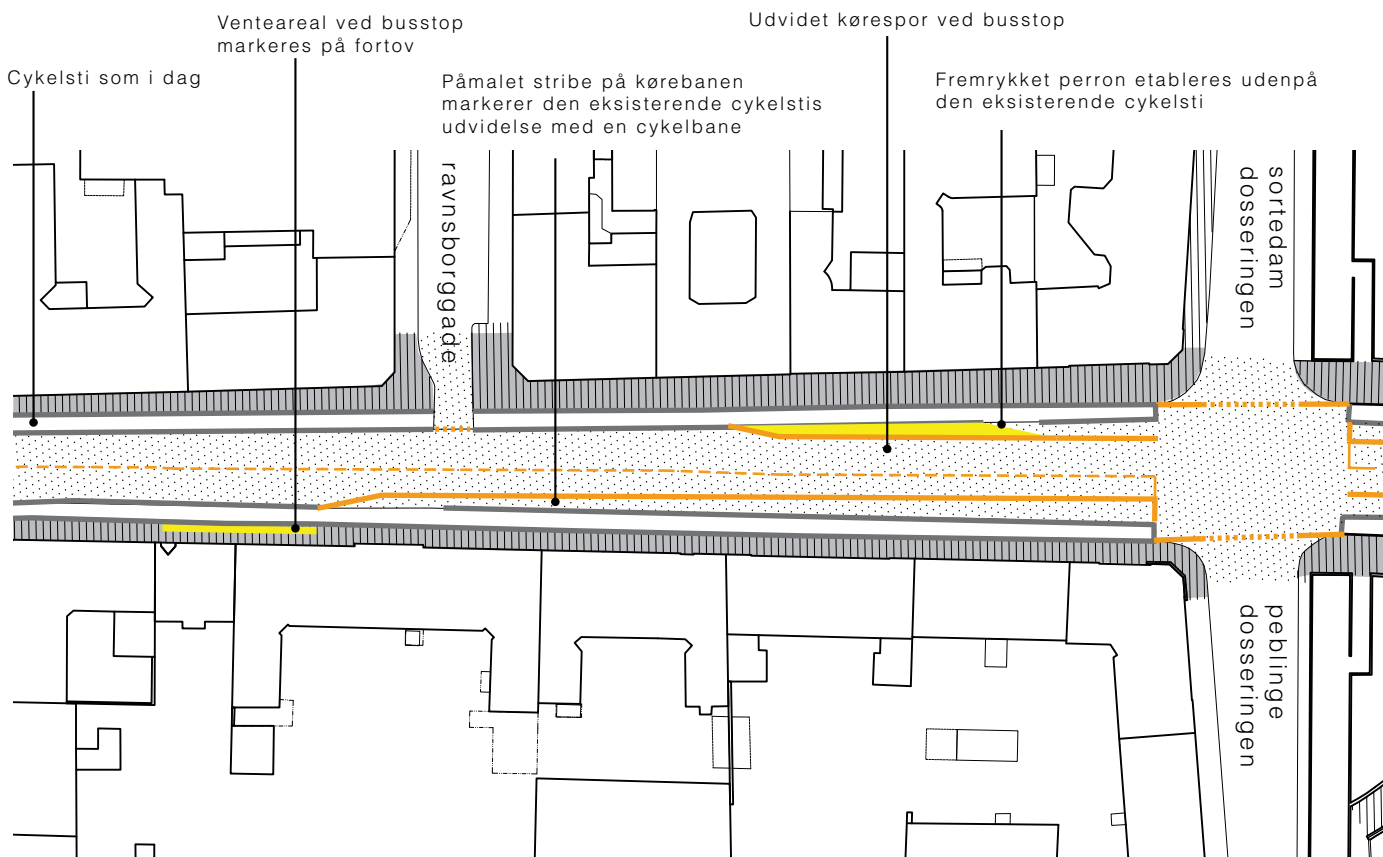 Venteareal ved busstop
markeres på fortov
Udvidet kørespor ved busstop
Cykelsti som i dag
Påmalet stribe på kørebanen
markerer den eksisterende cykelstis
udvidelse med en cykelbane
Fremrykket perron etableres udenpå
den eksisterende cykelsti
ravnsborggade
sortedam
dosseringen
peblinge
dosseringen